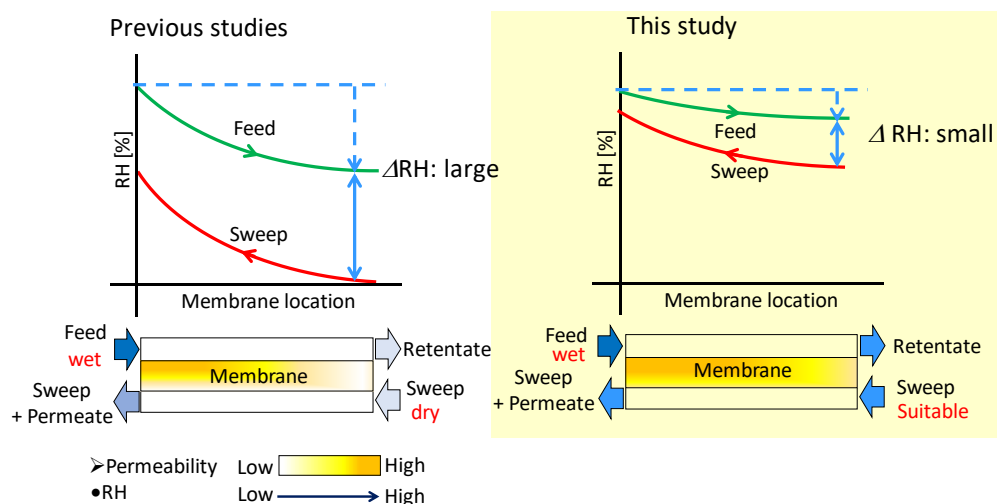 Previous studies
RH [%]
Feed
ΔRH: large
Sweep
Membrane location
Feed
wet
Retentate
Membrane
Sweep
+ Permeate
Sweep
dry
This study
RH [%]
Feed
Δ RH: small
Sweep
Membrane location
Feed
wet
Retentate
Membrane
Sweep
+ Permeate
Sweep
Suitable
➢Permeability Low High
●RH Low High